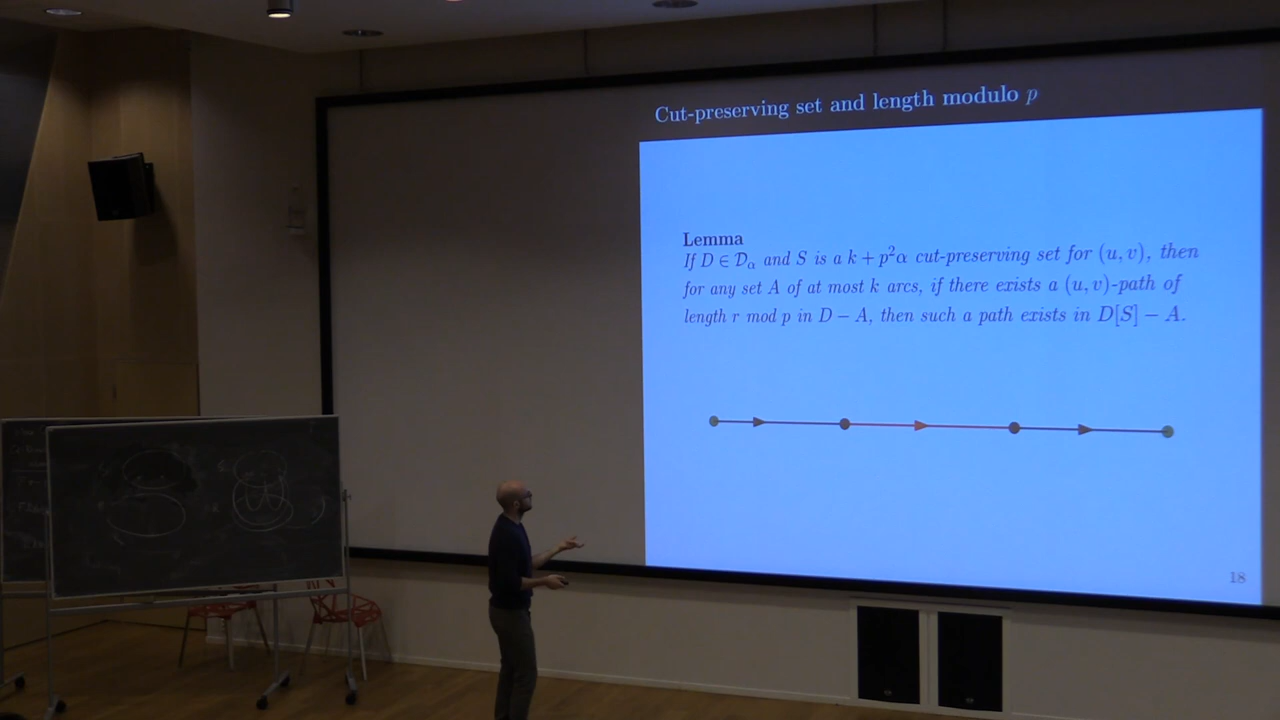 Cut-preserving set and length modulo p
Lemma
If D ∈ 𝒟α and S is a k + p²α cut-preserving set for (u, v), then
for any set A of at most k arcs, if there exists a (u, v)-path of
length r mod p in D − A, then such a path exists in D[S] − A.
18